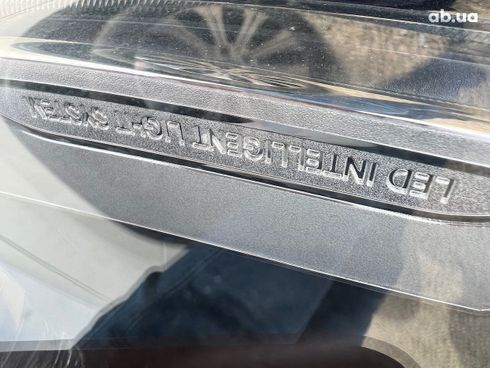 ab.ua
LED INTELLIGENT LIGHT SYSTEM